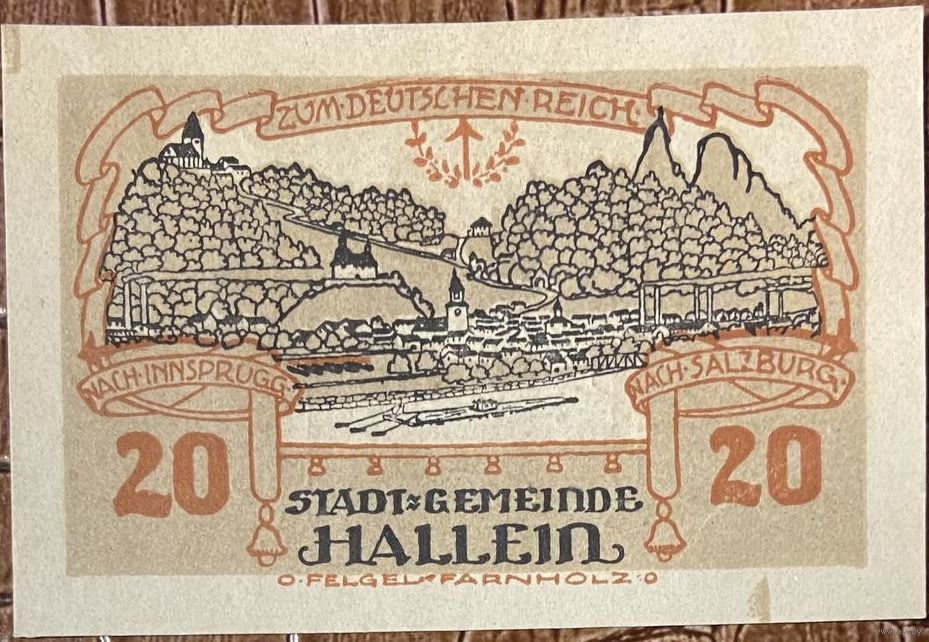 ZUM·DEUTSCHEN·REICH·
NACH·INNSPRUGG·
NACH·SALZBURG·
20
20
STADT≈GEMEINDE
HALLEIN
O·FELGEL FARNHOLZ·O